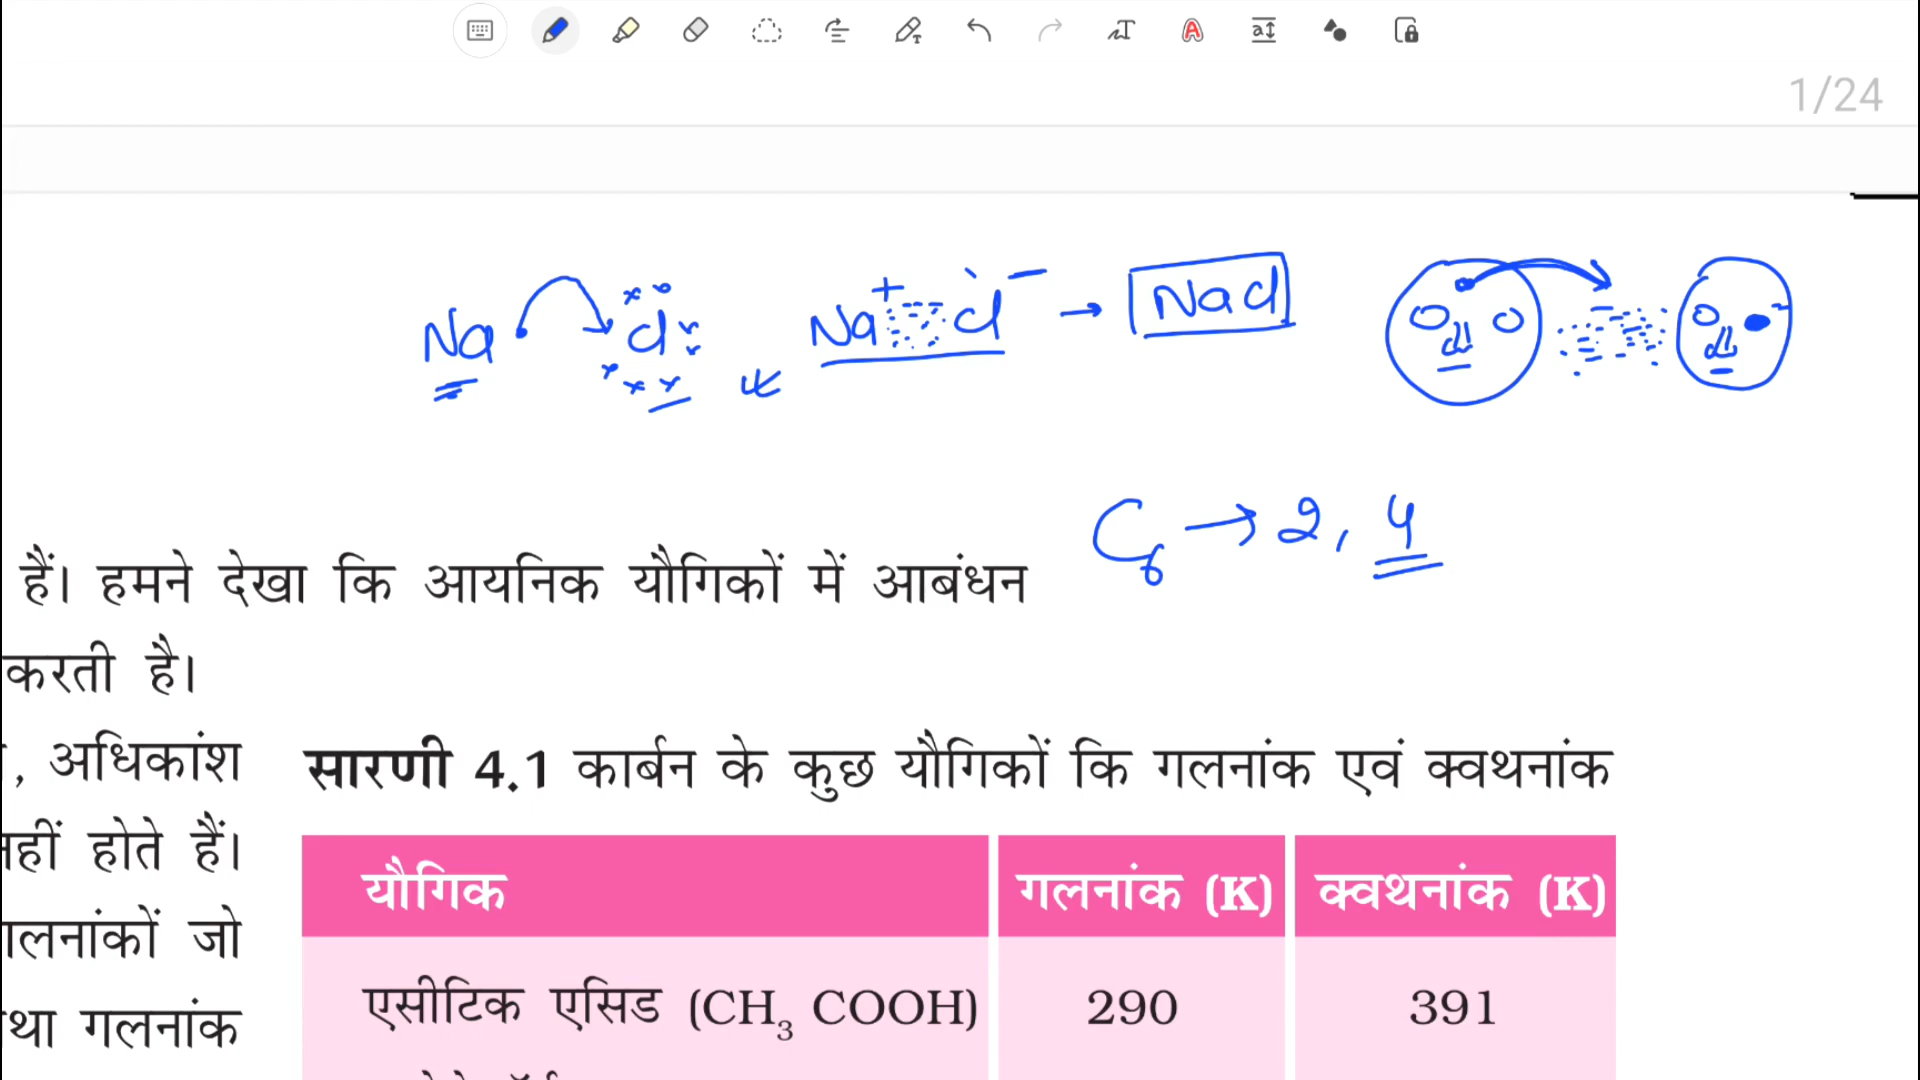 1/24
Na Cl Na⁺ Cl⁻ → NaCl
C₆ → 2, 4
हैं। हमने देखा कि आयनिक यौगिकों में आबंधन
करती है।
, अधिकांश
होते हैं।
जो
गलनांक
सारणी 4.1 कार्बन के कुछ यौगिकों कि गलनांक एवं क्वथनांक
यौगिक गलनांक (K) क्वथनांक (K)
एसीटिक एसिड (CH₃ COOH) 290 391